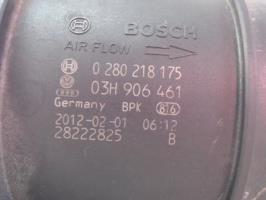 BOSCH
AIR FLOW
0 280 218 175
03H 906 461
Germany BPK 816
2012-02-01 06:12
28222825 B